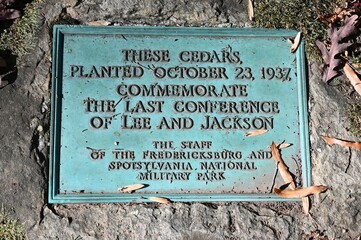 THESE CEDARS,
PLANTED OCTOBER 23, 1937,
COMMEMORATE
THE LAST CONFERENCE
OF LEE AND JACKSON
THE STAFF
OF THE FREDERICKSBURG AND
SPOTSYLVANIA NATIONAL
MILITARY PARK